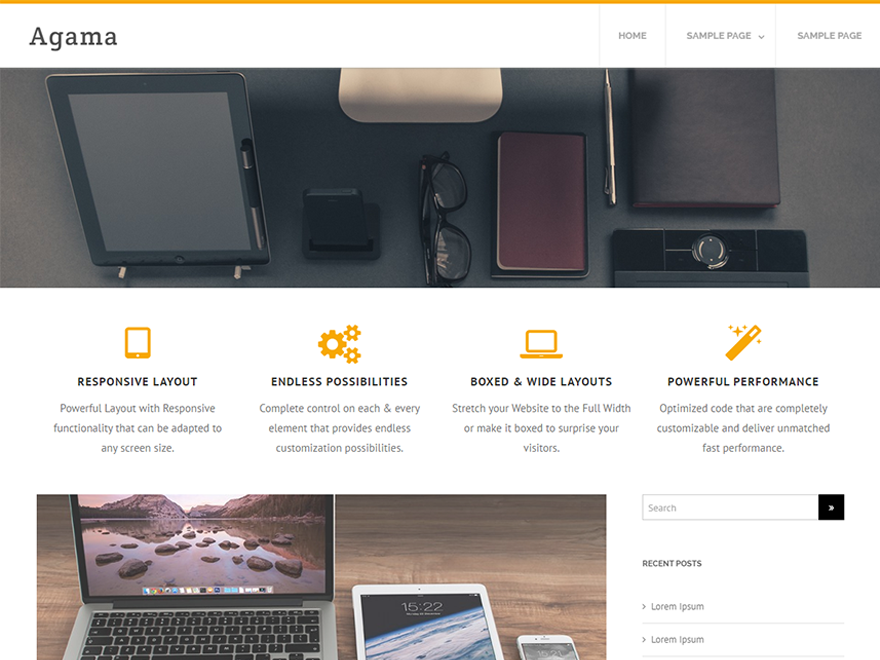 Agama
HOME
SAMPLE PAGE
SAMPLE PAGE
RESPONSIVE LAYOUT
Powerful Layout with Responsive
functionality that can be adapted to
any screen size.
ENDLESS POSSIBILITIES
Complete control on each & every
element that provides endless
customization possibilities.
BOXED & WIDE LAYOUTS
Stretch your Website to the Full Width
or make it boxed to surprise your
visitors.
POWERFUL PERFORMANCE
Optimized code that are completely
customizable and deliver unmatched
fast performance.
15:22
Search
»
RECENT POSTS
Lorem Ipsum
Lorem Ipsum